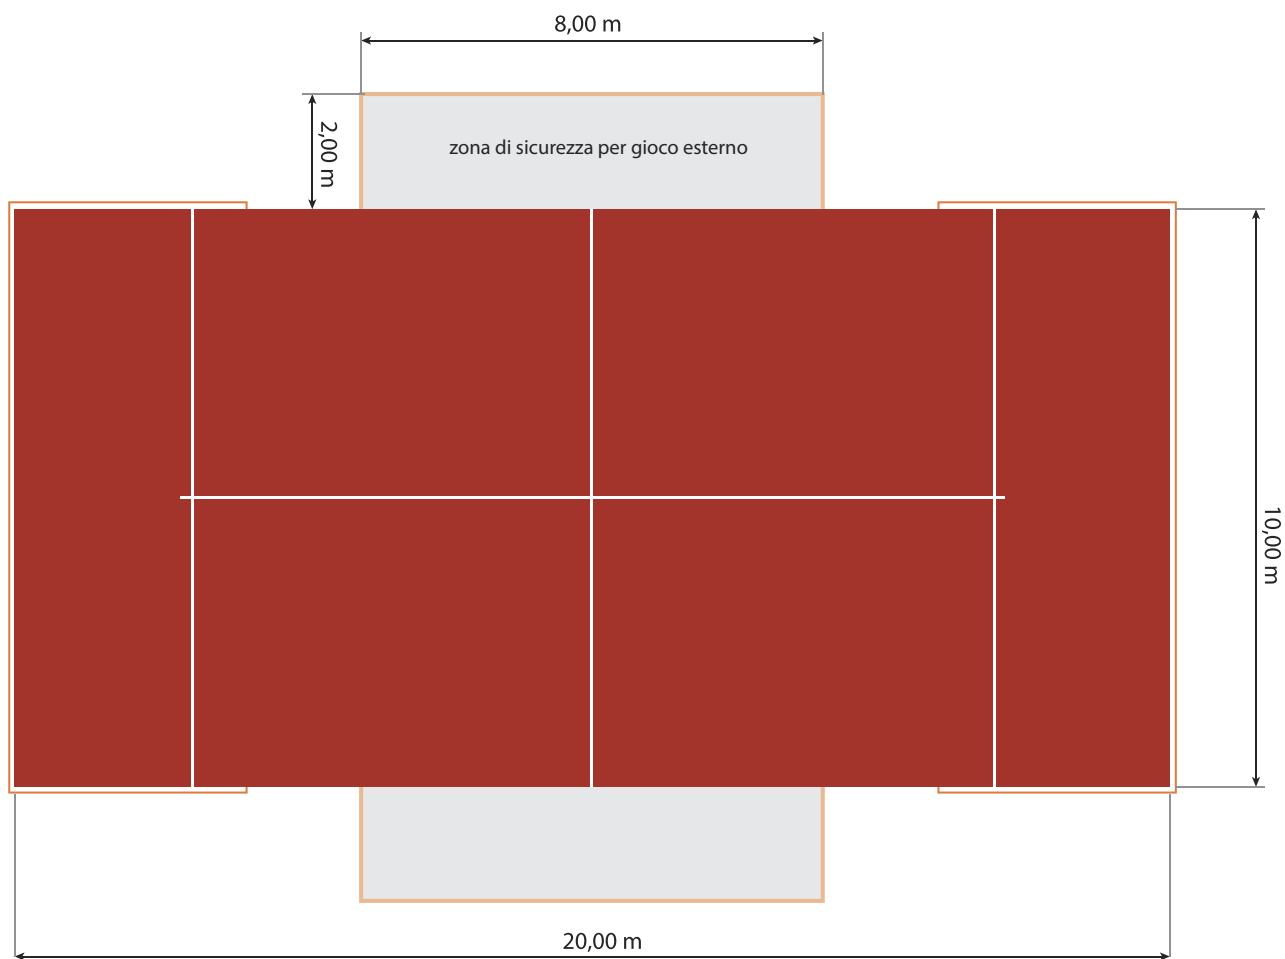 8,00 m
2,00 m
zona di sicurezza per gioco esterno
10,00 m
20,00 m